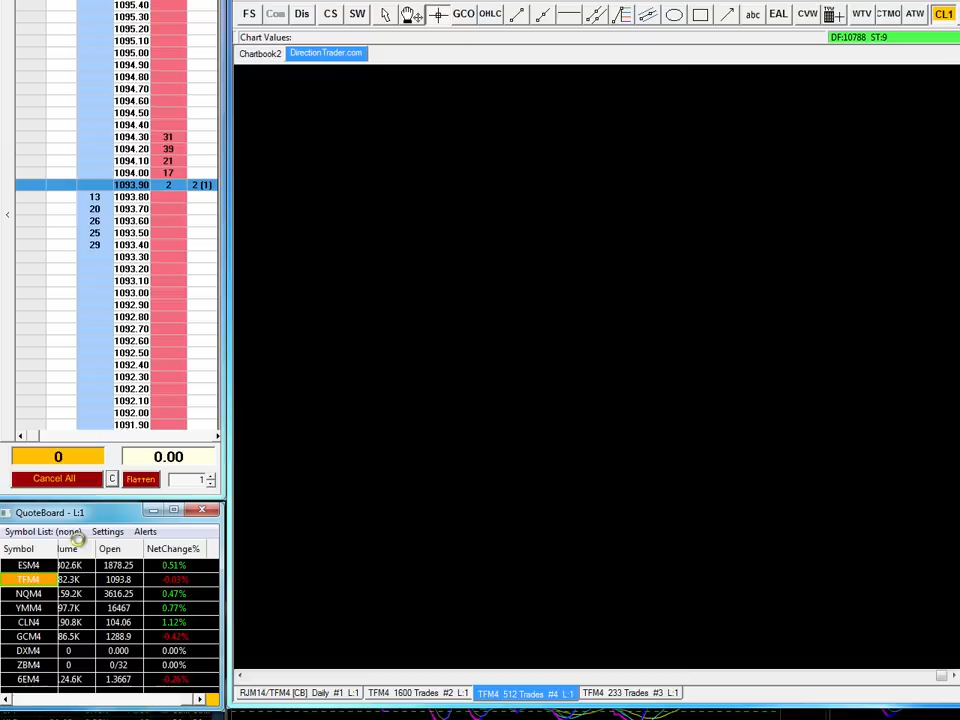 FS Com Dis CS SW GCO OHLC abc EAL CVW WTV CTMO ATW CL1
Chart Values: DF:10788 ST:9
Chartbook2 DirectionTrader.com
1095.40
1095.30
1095.20
1095.10
1095.00
1094.90
1094.80
1094.70
1094.60
1094.50
1094.40
1094.30 31
1094.20 39
1094.10 21
1094.00 17
1093.90 2 2 (1)
13 1093.80
20 1093.70
26 1093.60
25 1093.50
29 1093.40
1093.30
1093.20
1093.10
1093.00
1092.90
1092.80
1092.70
1092.60
1092.50
1092.40
1092.30
1092.20
1092.10
1092.00
1091.90
0 0.00
Cancel All C Flatten 1
QuoteBoard - L:1
Symbol List: (none) Settings Alerts
Symbol lume Open NetChange%
ESM4 302.6K 1878.25 0.51%
TFM4 82.3K 1093.8 -0.03%
NQM4 159.2K 3616.25 0.47%
YMM4 97.7K 16467 0.77%
CLN4 190.8K 104.06 1.12%
GCM4 86.5K 1288.9 -0.42%
DXM4 0 0.000 0.00%
ZBM4 0 0/32 0.00%
6EM4 124.6K 1.3667 -0.26%
RJM14/TFM4 [CB] Daily #1 L:1 TFM4 1600 Trades #2 L:1 TFM4 512 Trades #4 L:1 TFM4 233 Trades #3 L:1